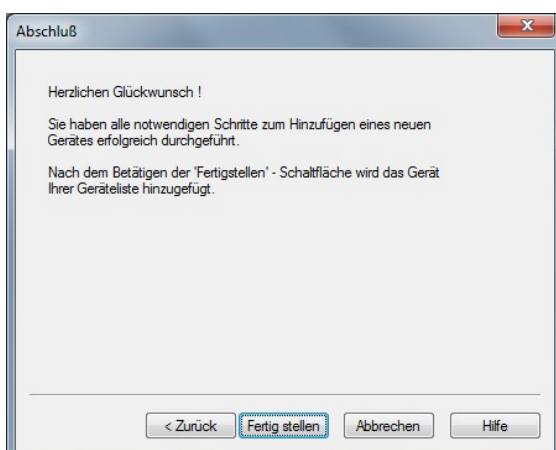 Abschluß
Herzlichen Glückwunsch !
Sie haben alle notwendigen Schritte zum Hinzufügen eines neuen
Gerätes erfolgreich durchgeführt.
Nach dem Betätigen der 'Fertigstellen' - Schaltfläche wird das Gerät
Ihrer Geräteliste hinzugefügt.
< Zurück Fertig stellen Abbrechen Hilfe